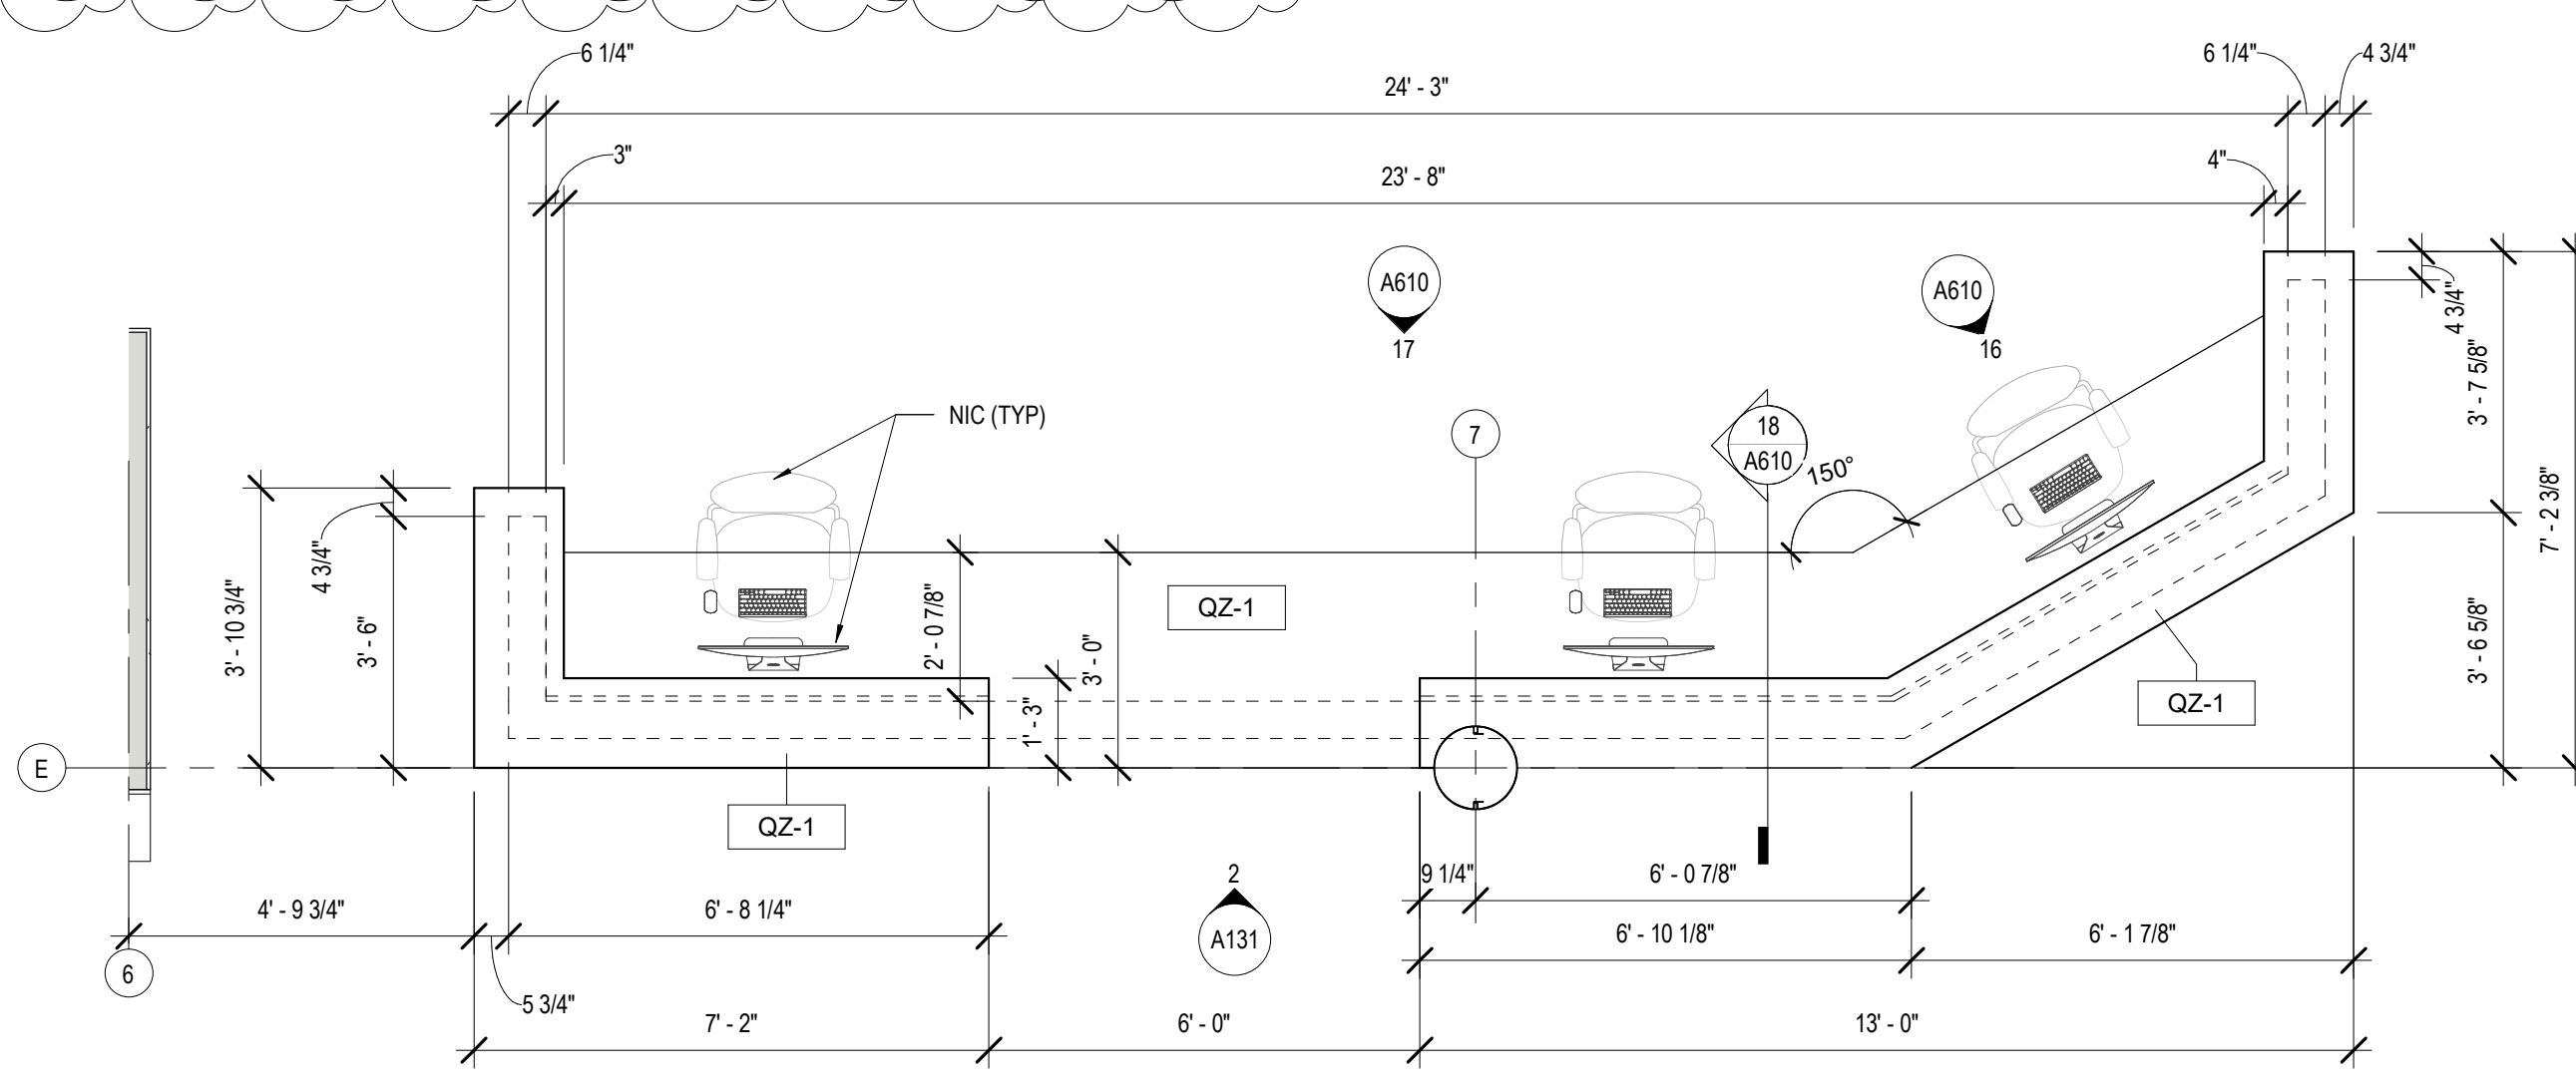 6 1/4"
24' - 3"
6 1/4"
4 3/4"
3"
23' - 8"
4"
A610
17
A610
16
4 3/4"
3' - 7 5/8"
7' - 2 3/8"
3' - 6 5/8"
NIC (TYP)
7
18
A610
150°
4 3/4"
3' - 10 3/4"
3' - 6"
2' - 0 7/8"
3' - 0"
1' - 3"
QZ-1
QZ-1
QZ-1
E
2
A131
9 1/4"
6' - 0 7/8"
4' - 9 3/4"
6' - 8 1/4"
6' - 10 1/8"
6' - 1 7/8"
6
5 3/4"
7' - 2"
6' - 0"
13' - 0"